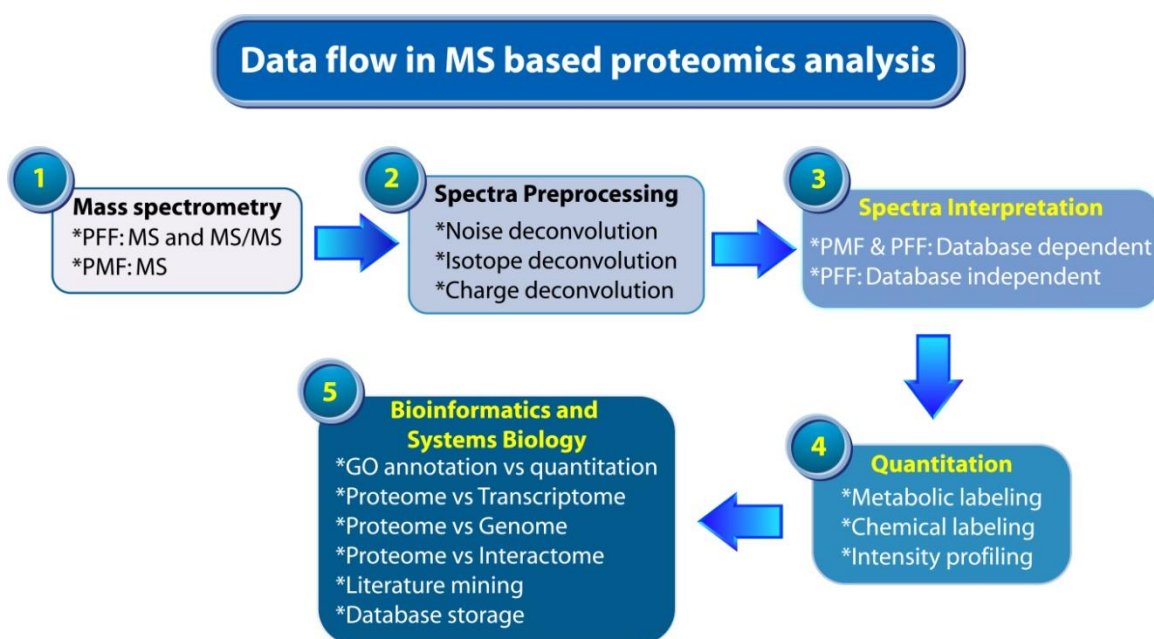 Data flow in MS based proteomics analysis
1
Mass spectrometry
*PFF: MS and MS/MS
*PMF: MS
2
Spectra Preprocessing
*Noise deconvolution
*Isotope deconvolution
*Charge deconvolution
3
Spectra Interpretation
*PMF & PFF: Database dependent
*PFF: Database independent
4
Quantitation
*Metabolic labeling
*Chemical labeling
*Intensity profiling
5
Bioinformatics and
Systems Biology
*GO annotation vs quantitation
*Proteome vs Transcriptome
*Proteome vs Genome
*Proteome vs Interactome
*Literature mining
*Database storage